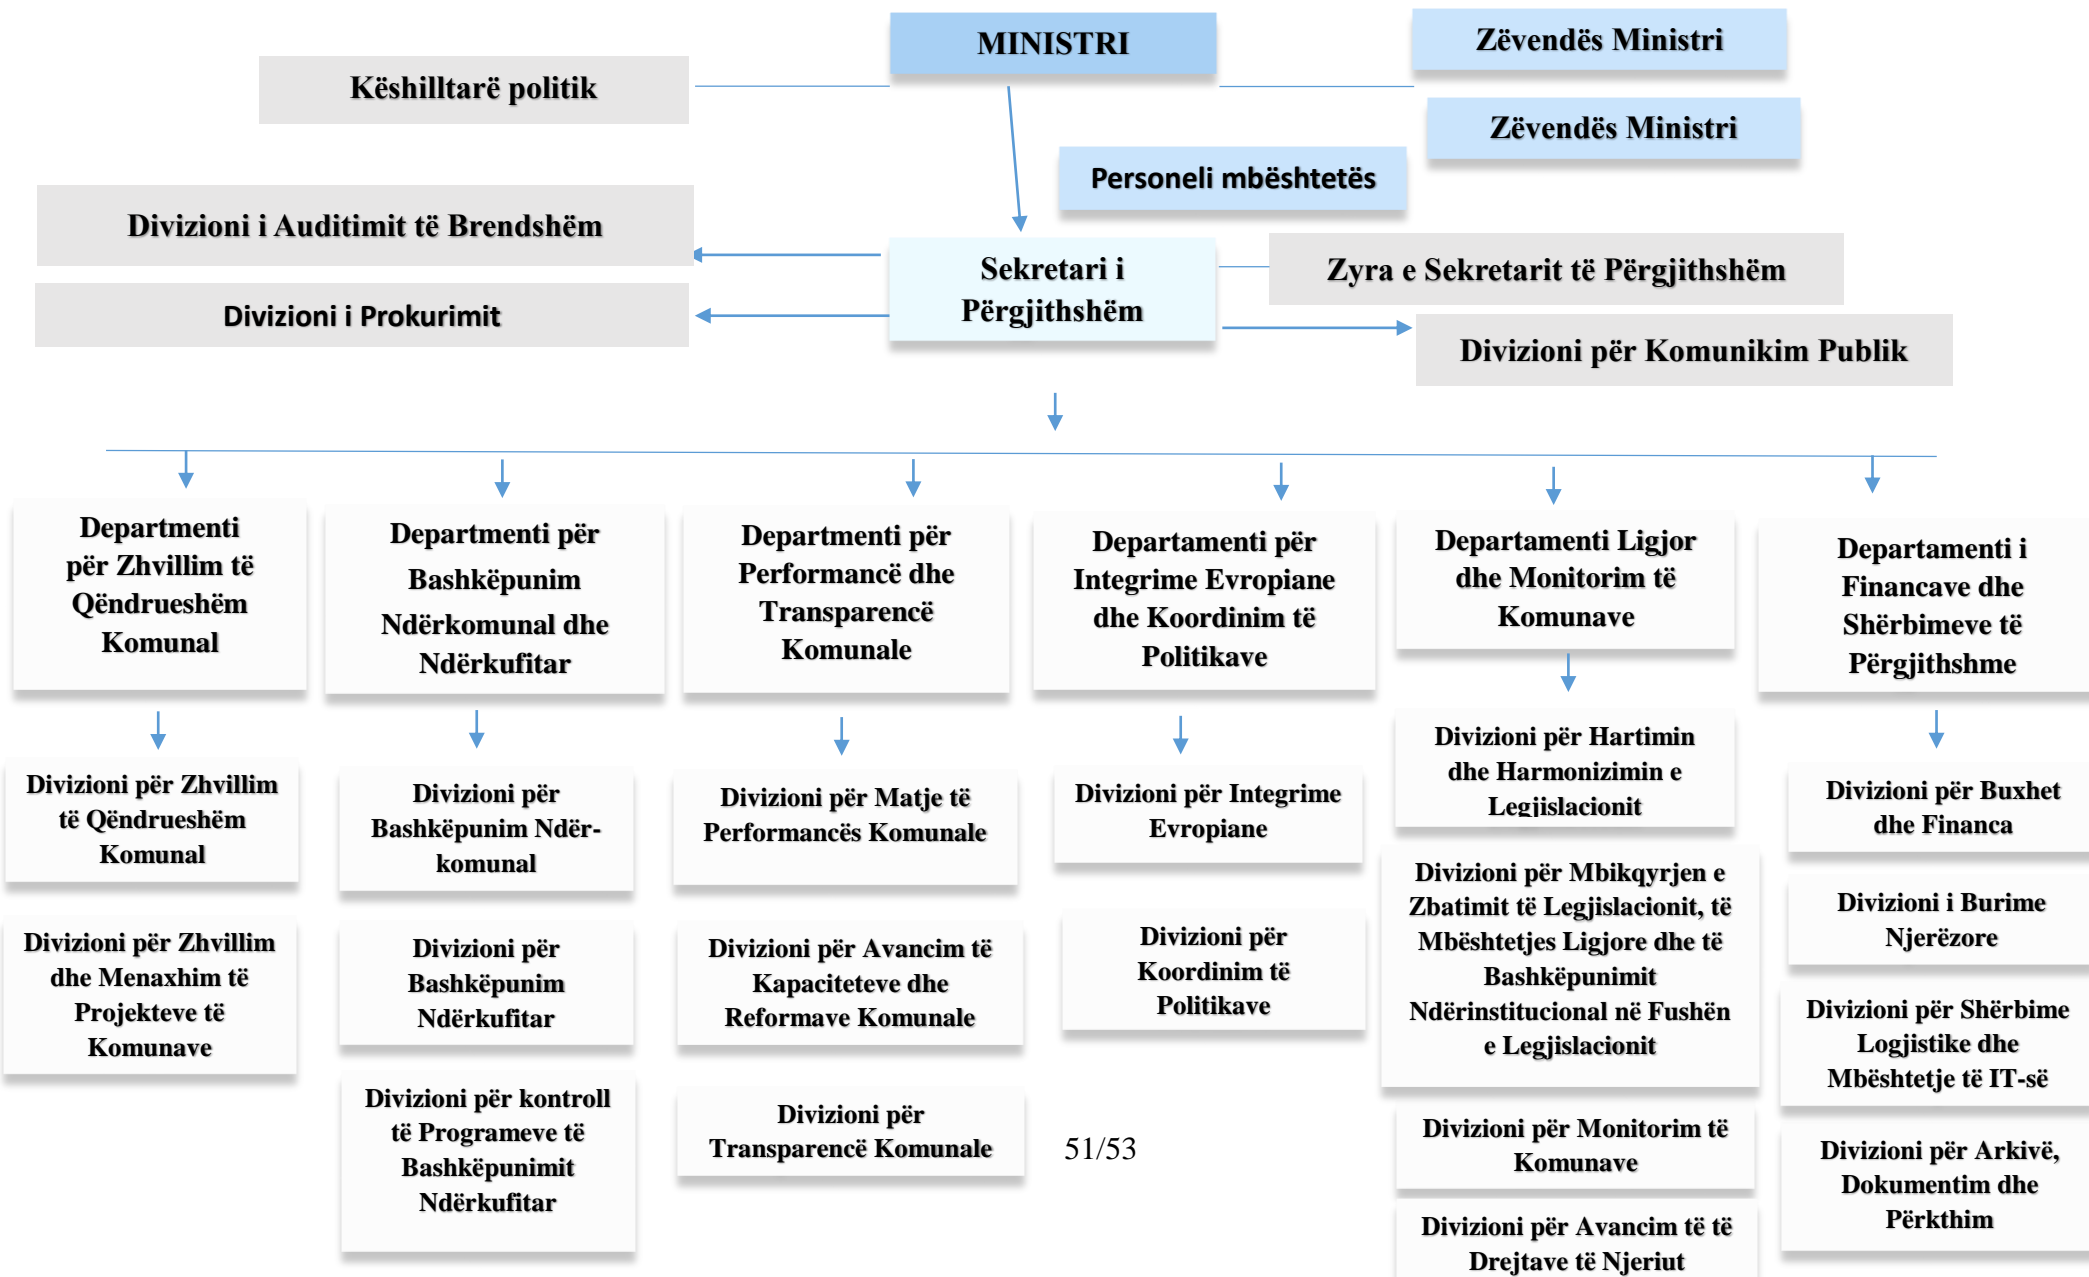 MINISTRI
Zëvendës Ministri
Këshilltarë politik
Zëvendës Ministri
Personeli mbështetës
Divizioni i Auditimit të Brendshëm
Sekretari i
Përgjithshëm
Zyra e Sekretarit të Përgjithshëm
Divizioni i Prokurimit
Divizioni për Komunikim Publik
Departmenti
për Zhvillim të
Qëndrueshëm
Komunal
Departmenti për
Bashkëpunim
Ndërkomunal dhe
Ndërkufitar
Departmenti për
Performancë dhe
Transparencë
Komunale
Departamenti për
Integrime Evropiane
dhe Koordinim të
Politikave
Departamenti Ligjor
dhe Monitorim të
Komunave
Departamenti i
Financave dhe
Shërbimeve të
Përgjithshme
Divizioni për Zhvillim
të Qëndrueshëm
Komunal
Divizioni për Zhvillim
dhe Menaxhim të
Projekteve të
Komunave
Divizioni për
Bashkëpunim Ndër-
komunal
Divizioni për
Bashkëpunim
Ndërkufitar
Divizioni për kontroll
të Programeve të
Bashkëpunimit
Ndërkufitar
Divizioni për Matje të
Performancës Komunale
Divizioni për Avancim të
Kapaciteteve dhe
Reformave Komunale
Divizioni për
Transparencë Komunale
Divizioni për Integrime
Evropiane
Divizioni për
Koordinim të
Politikave
51/53
Divizioni për Hartimin
dhe Harmonizimin e
Legjislacionit
Divizioni për Mbikqyrjen e
Zbatimit të Legjislacionit, të
Mbështetjes Ligjore dhe të
Bashkëpunimit
Ndërinstitucional në Fushën
e Legjislacionit
Divizioni për Monitorim të
Komunave
Divizioni për Avancim të të
Drejtave të Njeriut
Divizioni për Buxhet
dhe Financa
Divizioni i Burime
Njerëzore
Divizioni për Shërbime
Logjistike dhe
Mbështetje të IT-së
Divizioni për Arkivë,
Dokumentim dhe
Përkthim